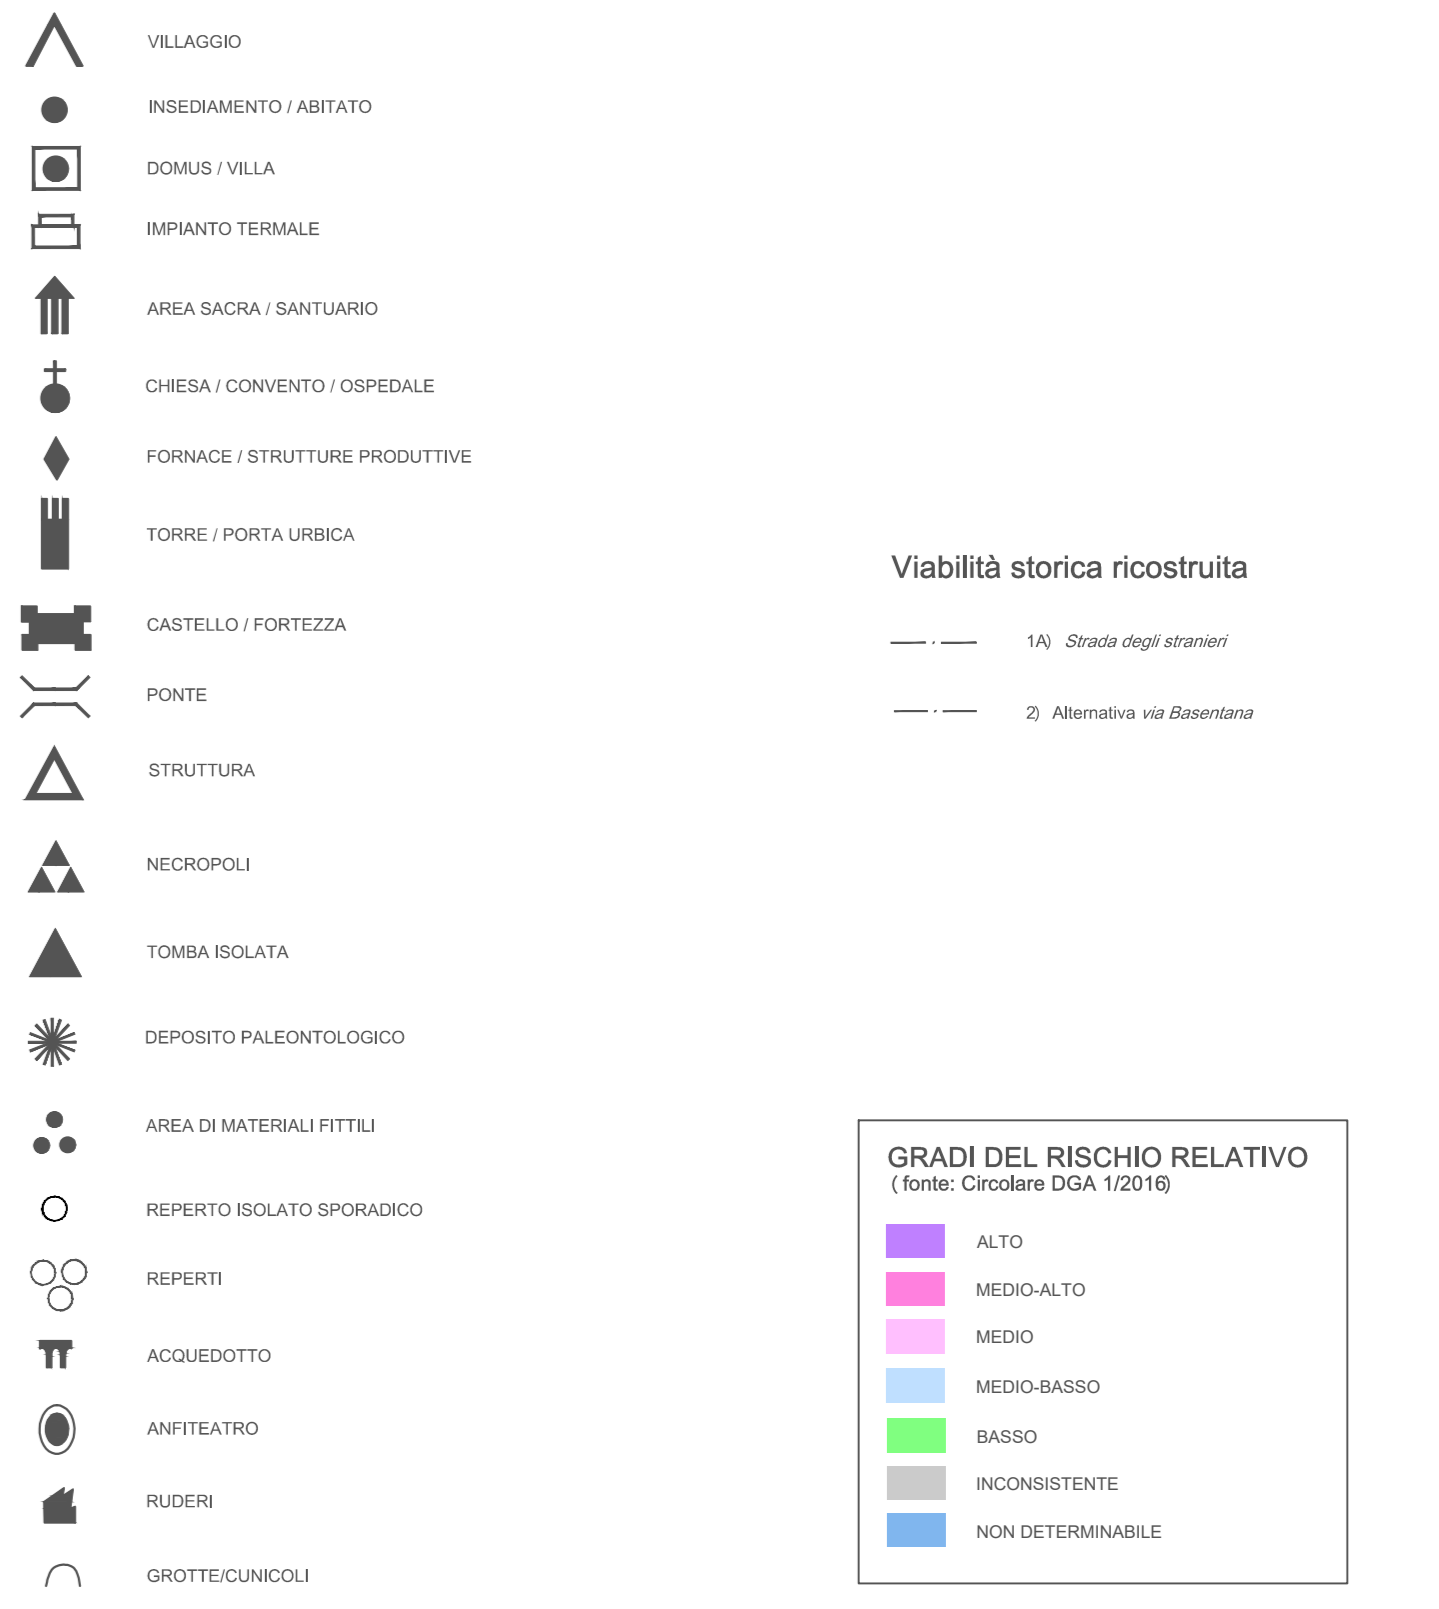 VILLAGGIO
INSEDIAMENTO / ABITATO
DOMUS / VILLA
IMPIANTO TERMALE
AREA SACRA / SANTUARIO
CHIESA / CONVENTO / OSPEDALE
FORNACE / STRUTTURE PRODUTTIVE
TORRE / PORTA URBICA
CASTELLO / FORTEZZA
PONTE
STRUTTURA
NECROPOLI
TOMBA ISOLATA
DEPOSITO PALEONTOLOGICO
AREA DI MATERIALI FITTILI
REPERTO ISOLATO SPORADICO
REPERTI
ACQUEDOTTO
ANFITEATRO
RUDERI
GROTTE/CUNICOLI
Viabilità storica ricostruita
1A) Strada degli stranieri
2) Alternativa via Basentana
GRADI DEL RISCHIO RELATIVO
( fonte: Circolare DGA 1/2016)
ALTO
MEDIO-ALTO
MEDIO
MEDIO-BASSO
BASSO
INCONSISTENTE
NON DETERMINABILE